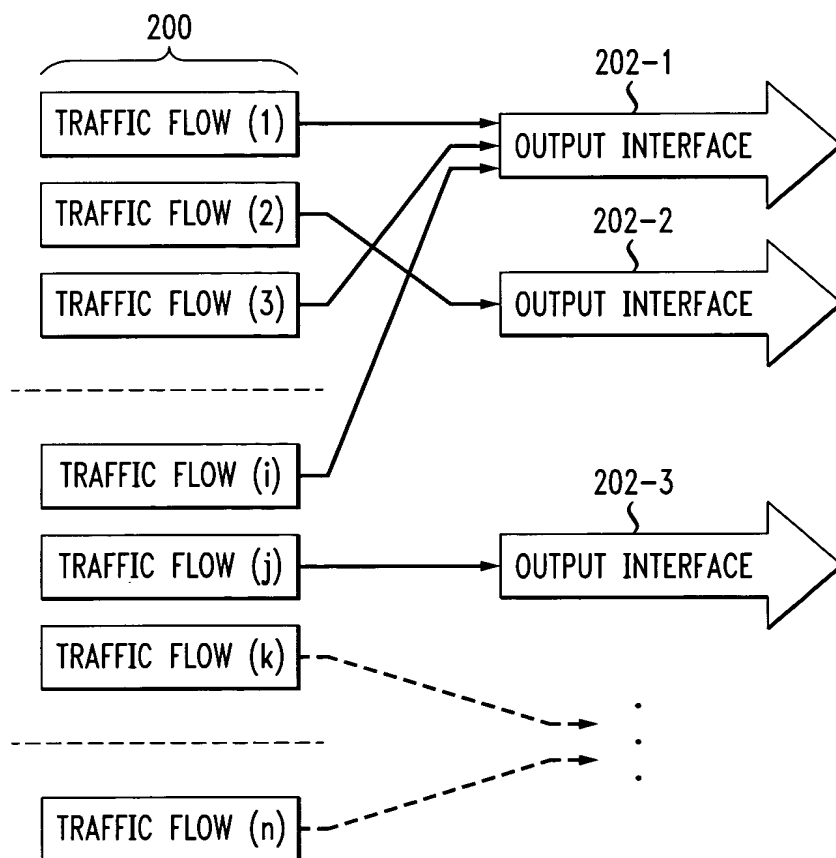 200
TRAFFIC FLOW (1)
TRAFFIC FLOW (2)
TRAFFIC FLOW (3)
TRAFFIC FLOW (i)
TRAFFIC FLOW (j)
TRAFFIC FLOW (k)
TRAFFIC FLOW (n)
202-1
OUTPUT INTERFACE
202-2
OUTPUT INTERFACE
202-3
OUTPUT INTERFACE